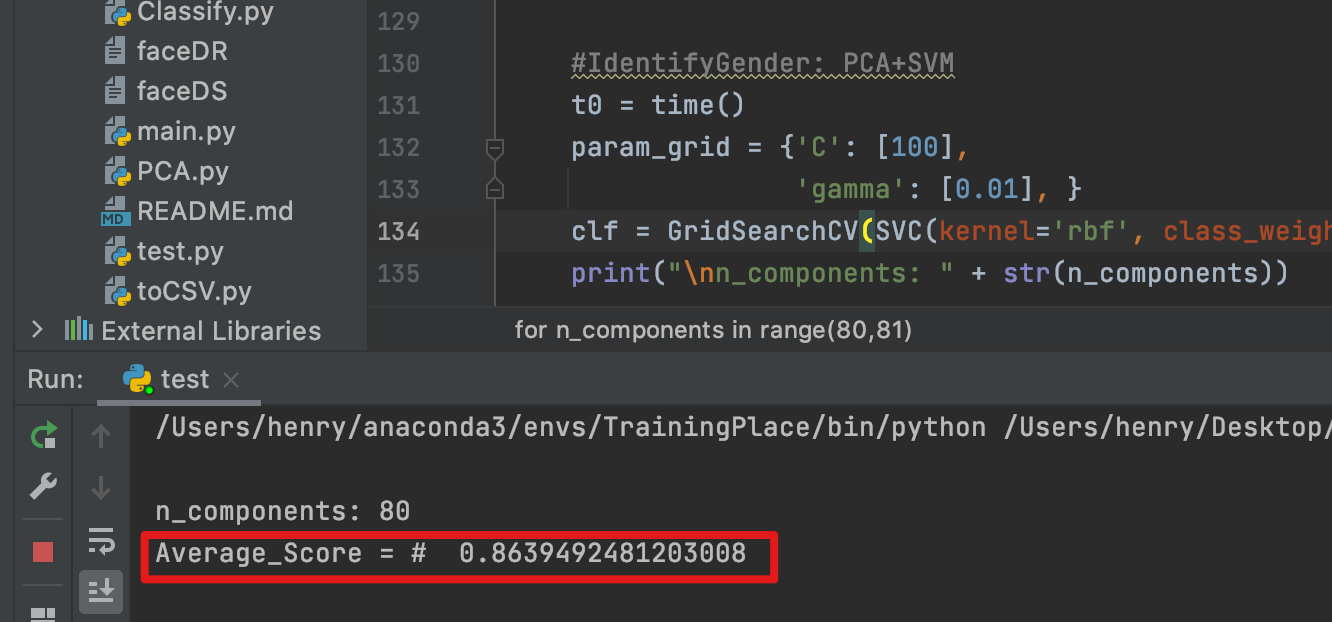 Classify.py
faceDR
faceDS
main.py
PCA.py
MD README.md
test.py
toCSV.py
External Libraries
129
130 #IdentifyGender: PCA+SVM
131 t0 = time()
132 param_grid = {'C': [100],
133 'gamma': [0.01], }
134 clf = GridSearchCV(SVC(kernel='rbf', class_weigh
135 print("\nn_components: " + str(n_components))
for n_components in range(80,81)
Run: test
/Users/henry/anaconda3/envs/TrainingPlace/bin/python /Users/henry/Desktop/
n_components: 80
Average_Score = # 0.8639492481203008